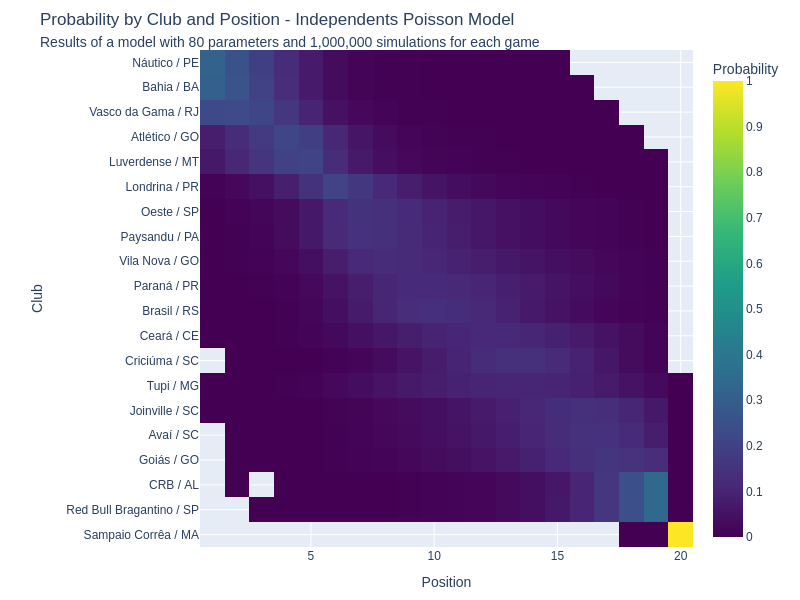 Probability by Club and Position - Independents Poisson Model
Results of a model with 80 parameters and 1,000,000 simulations for each game
Probability
1
0.9
0.8
0.7
0.6
0.5
0.4
0.3
0.2
0.1
0
Club
Náutico / PE
Bahia / BA
Vasco da Gama / RJ
Atlético / GO
Luverdense / MT
Londrina / PR
Oeste / SP
Paysandu / PA
Vila Nova / GO
Paraná / PR
Brasil / RS
Ceará / CE
Criciúma / SC
Tupi / MG
Joinville / SC
Avaí / SC
Goiás / GO
CRB / AL
Red Bull Bragantino / SP
Sampaio Corrêa / MA
5
10
15
20
Position